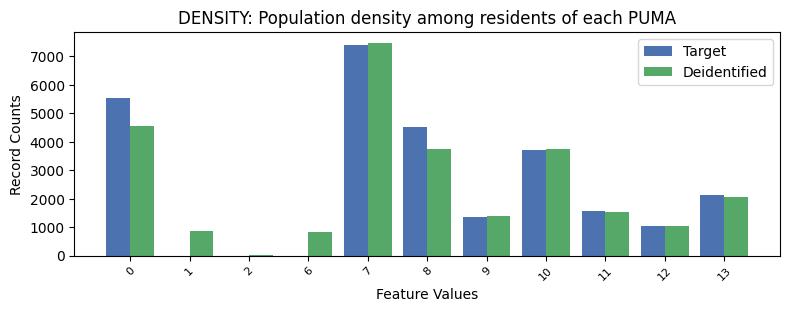 DENSITY: Population density among residents of each PUMA
Target
Deidentified
Record Counts
7000
6000
5000
4000
3000
2000
1000
0
0 1 2 6 7 8 9 10 11 12 13
Feature Values